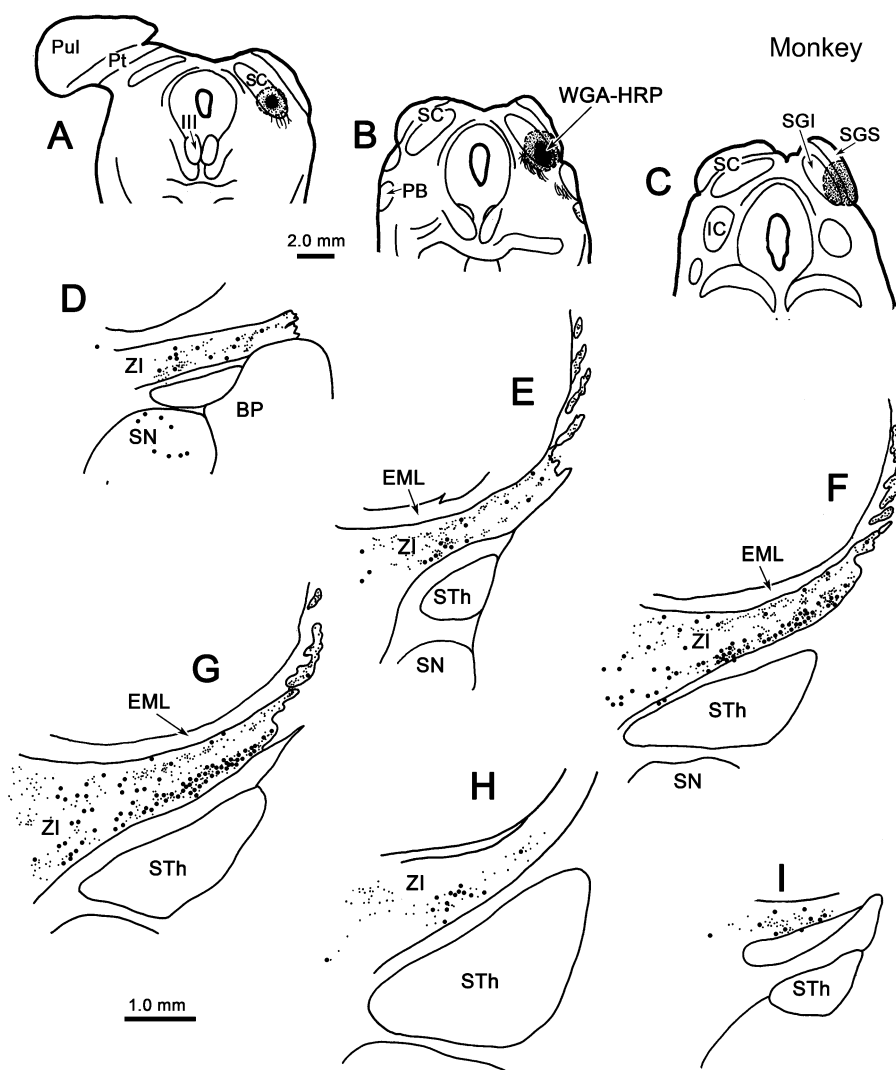 Monkey
Pul
Pt
SC
III
A
WGA-HRP
SC
B
PB
SGI
SGS
SC
C
IC
2.0 mm
D
ZI
BP
SN
E
EML
ZI
STh
SN
F
EML
ZI
STh
SN
G
EML
ZI
STh
H
ZI
STh
I
STh
1.0 mm